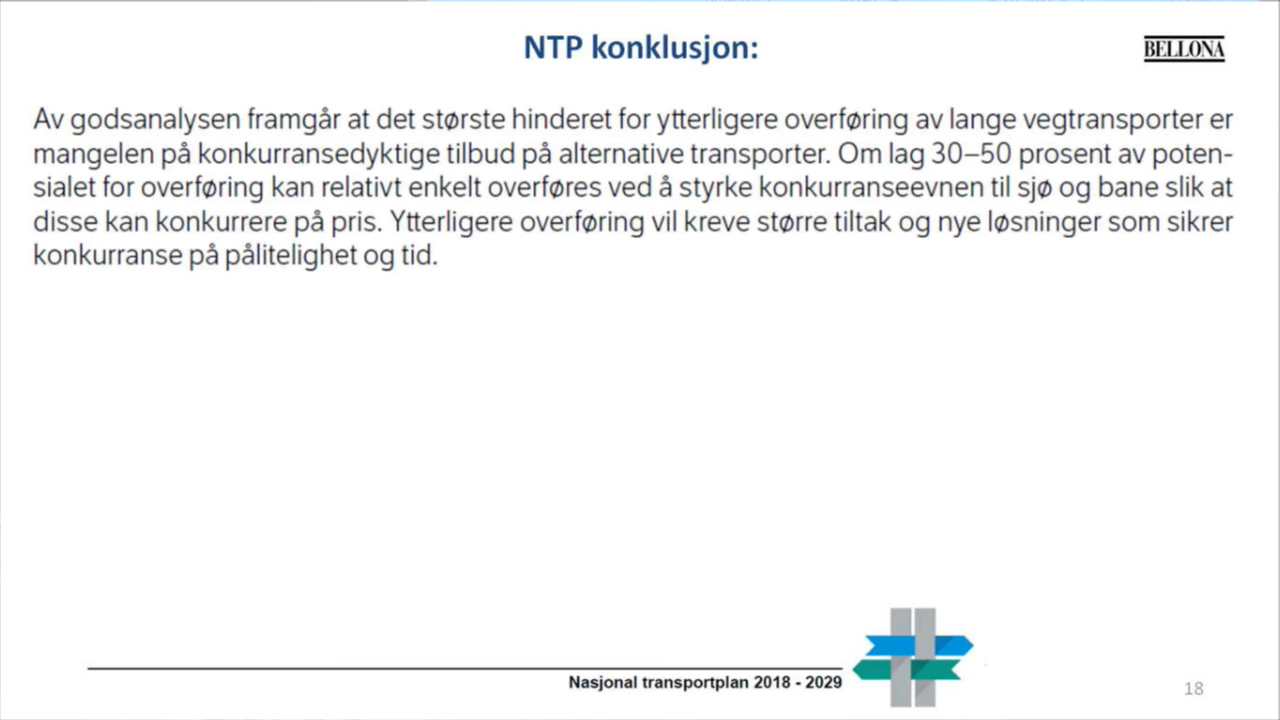 NTP konklusjon:
BELLONA
Av godsanalysen framgår at det største hinderet for ytterligere overføring av lange vegtransporter er
mangelen på konkurransedyktige tilbud på alternative transporter. Om lag 30–50 prosent av poten-
sialet for overføring kan relativt enkelt overføres ved å styrke konkurranseevnen til sjø og bane slik at
disse kan konkurrere på pris. Ytterligere overføring vil kreve større tiltak og nye løsninger som sikrer
konkurranse på pålitelighet og tid.
Nasjonal transportplan 2018 - 2029
18